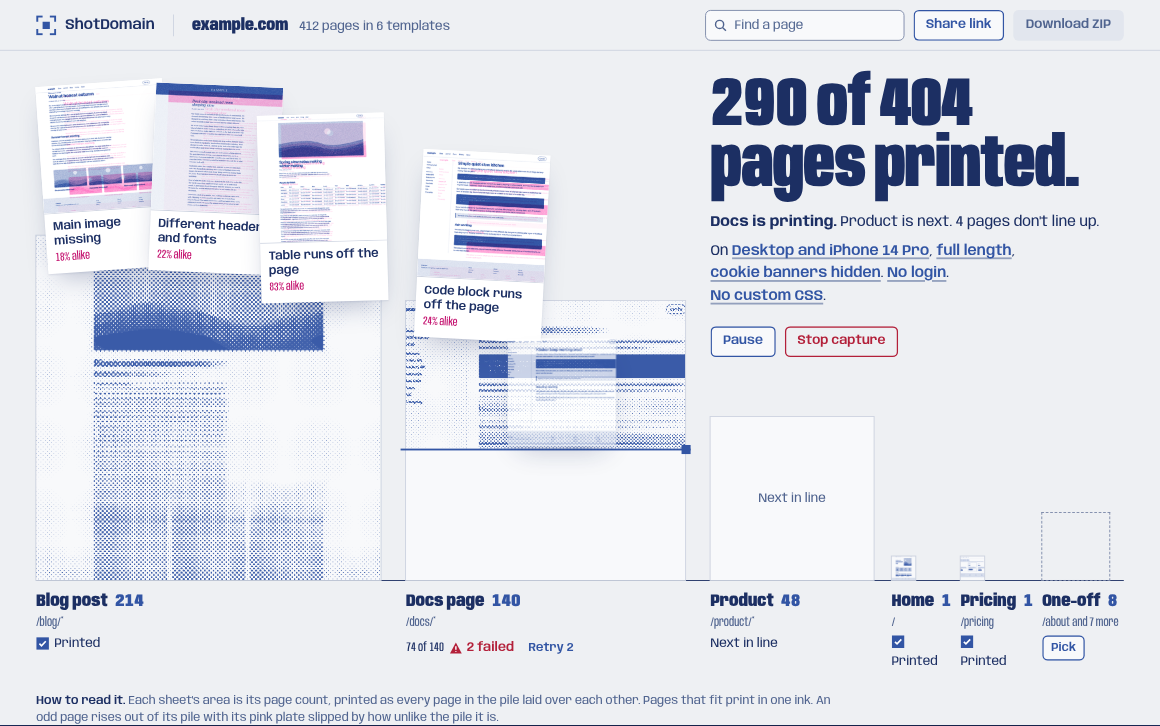 ShotDomain example.com 412 pages in 6 templates Find a page Share link Download ZIP
290 of 404
pages printed.
Docs is printing. Product is next. 4 pages don't line up.
On Desktop and iPhone 14 Pro, full length,
cookie banners hidden. No login.
No custom CSS.
Pause Stop capture
Main image
missing
18% alike
Different header
and fonts
22% alike
Table runs off the
page
83% alike
Code block runs
off the page
24% alike
Next in line
Blog post 214
/blog/*
Printed
Docs page 140
/docs/*
74 of 140 2 failed Retry 2
Product 48
/product/*
Next in line
Home 1
/
Printed
Pricing 1
/pricing
Printed
One-off 8
/about and 7 more
Pick
How to read it. Each sheet's area is its page count, printed as every page in the pile laid over each other. Pages that fit print in one ink. An
odd page rises out of its pile with its pink plate slipped by how unlike the pile it is.